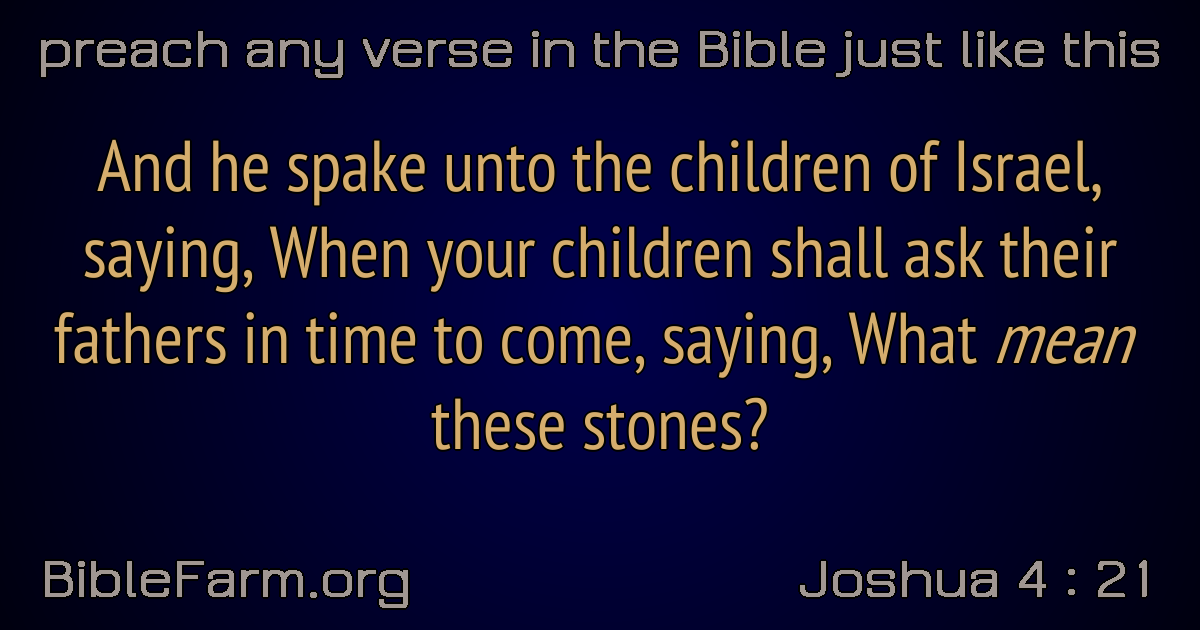 preach any verse in the Bible just like this
And he spake unto the children of Israel,
saying, When your children shall ask their
fathers in time to come, saying, What mean
these stones?
BibleFarm.org
Joshua 4 : 21